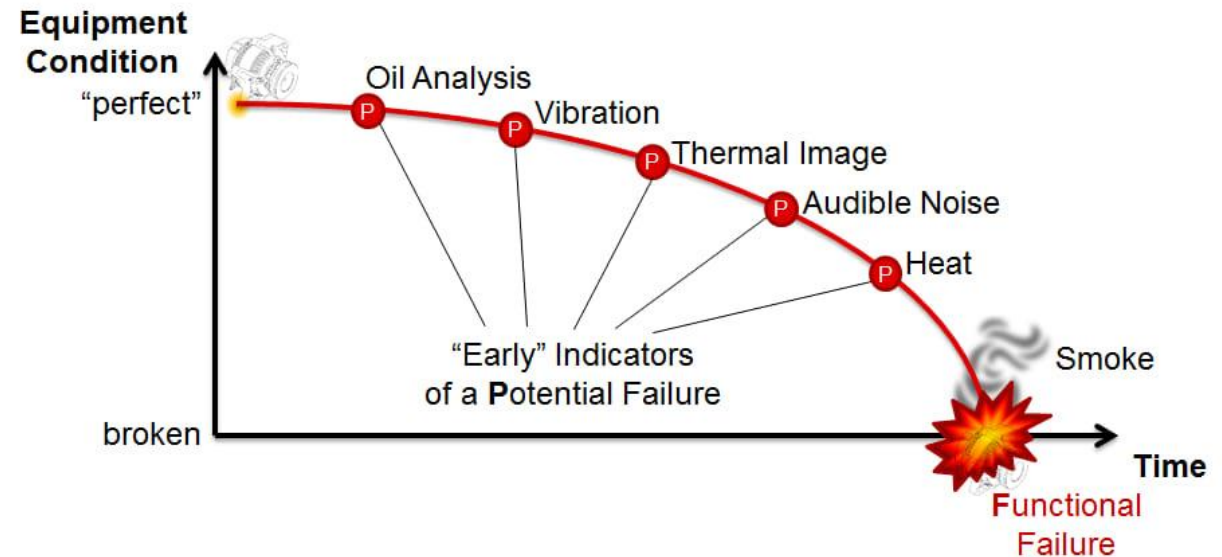 Equipment
Condition
“perfect”
Oil Analysis
P
Vibration
P
Thermal Image
P
Audible Noise
P
Heat
P
“Early” Indicators
of a Potential Failure
Smoke
broken
Time
Functional
Failure